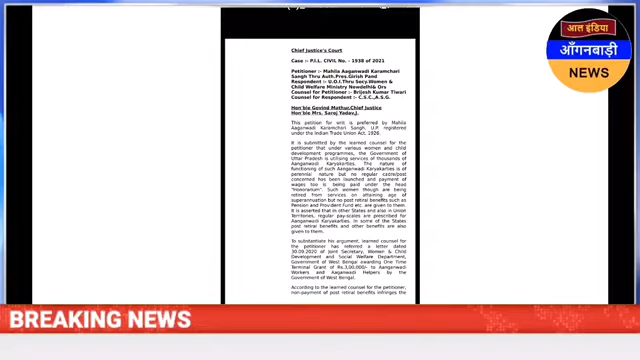 आल इंडिया
आँगनबाड़ी
NEWS
Chief Justice's Court
Case :- P.I.L. CIVIL No. - 1938 of 2021
Petitioner :- Mahila Aaganwadi Karamchari
Sangh Thru Auth.Pres.Girish Pand
Respondent :- U.O.I.Thru Secy.Women &
Child Welfare Ministry Newdelhi& Ors
Counsel for Petitioner :- Brijesh Kumar Tiwari
Counsel for Respondent :- C.S.C.,A.S.G.
Hon'ble Govind Mathur,Chief Justice
Hon'ble Mrs. Saroj Yadav,J.
This petition for writ is preferred by Mahila
Aaganwadi Karamchari Sangh, U.P. registered
under the Indian Trade Union Act, 1926.
It is submitted by the learned counsel for the
petitioner that under various women and child
development programmes, the Government of
Uttar Pradesh is utilising services of thousands of
Aanganwadi Karyakarties. The nature of
functioning of such Aanganwadi Karyakarties is
of perennial nature but no regular cadre/post
concerned has been launched and payment of
wages too is being paid under the head
"Honorarium". Such women though are being
retired from services on attaining age of
superannuation but no post retiral benefits such as
Pension and Provident Fund etc. are given to them.
It is asserted that in other States and also in Union
Territories, regular pay-scales are prescribed for
Aanganwadi Karyakarties. In some of the States
post retiral benefits and other benefits are also
given to them.
To substantiate his argument, learned counsel for
the petitioner has referred a letter dated
30.09.2020 of Joint Secretary, Women & Child
Development and Social Welfare Department,
Government of West Bengal awarding One Time
Terminal Grant of Rs.3,00,000/- to Aanganwadi
Workers and Aaganwadi Helpers by the
Government of West Bengal.
According to the learned counsel for the petitioner,
non-payment of post retiral benefits infringes the
BREAKING NEWS